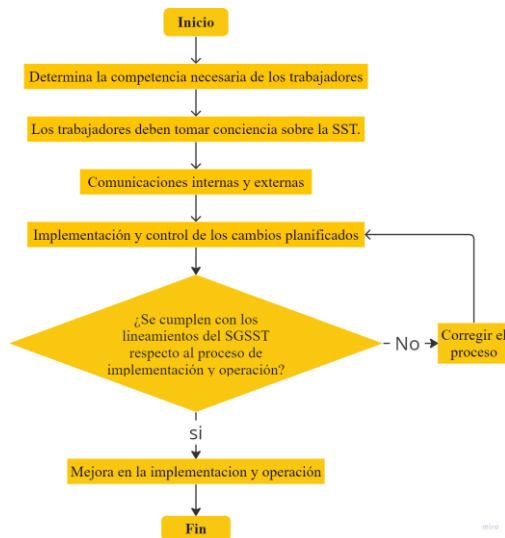 Inicio
Determina la competencia necesaria de los trabajadores
Los trabajadores deben tomar conciencia sobre la SST.
Comunicaciones internas y externas
Implementación y control de los cambios planificados
¿Se cumplen con los
lineamientos del SGSST
respecto al proceso de
implementación y operación?
No
Corregir el
proceso
si
Mejora en la implementacion y operación
Fin
miro